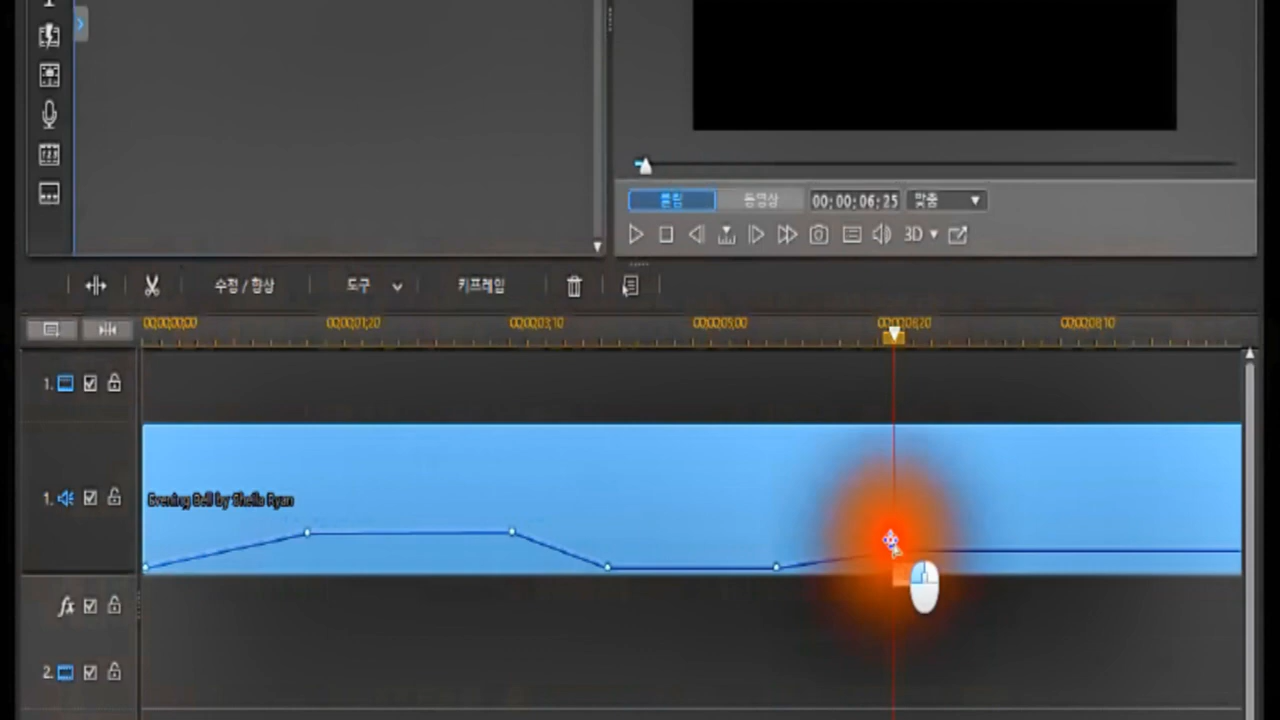 클립 동영상 00;00;06;25 맞춤
3D
수정 / 향상 도구 키프레임
00;00;00;00 00;00;01;20 00;00;03;10 00;00;05;00 00;00;06;20 00;00;08;10
1.
1. Evening Bell by Sheila Ryan
fx
2.